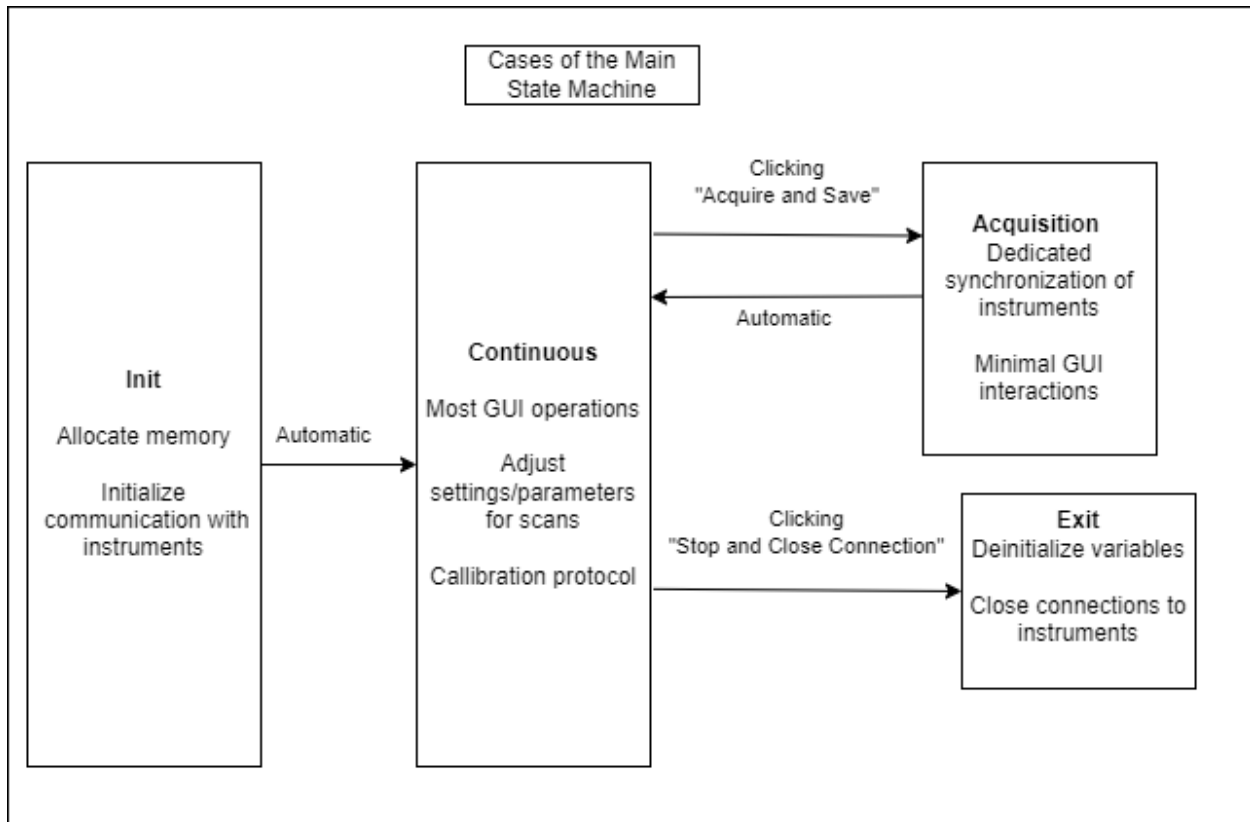 Cases of the Main
State Machine
Init
Allocate memory
Initialize
communication with
instruments
Automatic
Continuous
Most GUI operations
Adjust
settings/parameters
for scans
Callibration protocol
Clicking
"Acquire and Save"
Automatic
Acquisition
Dedicated
synchronization of
instruments
Minimal GUI
interactions
Clicking
"Stop and Close Connection"
Exit
Deinitialize variables
Close connections to
instruments